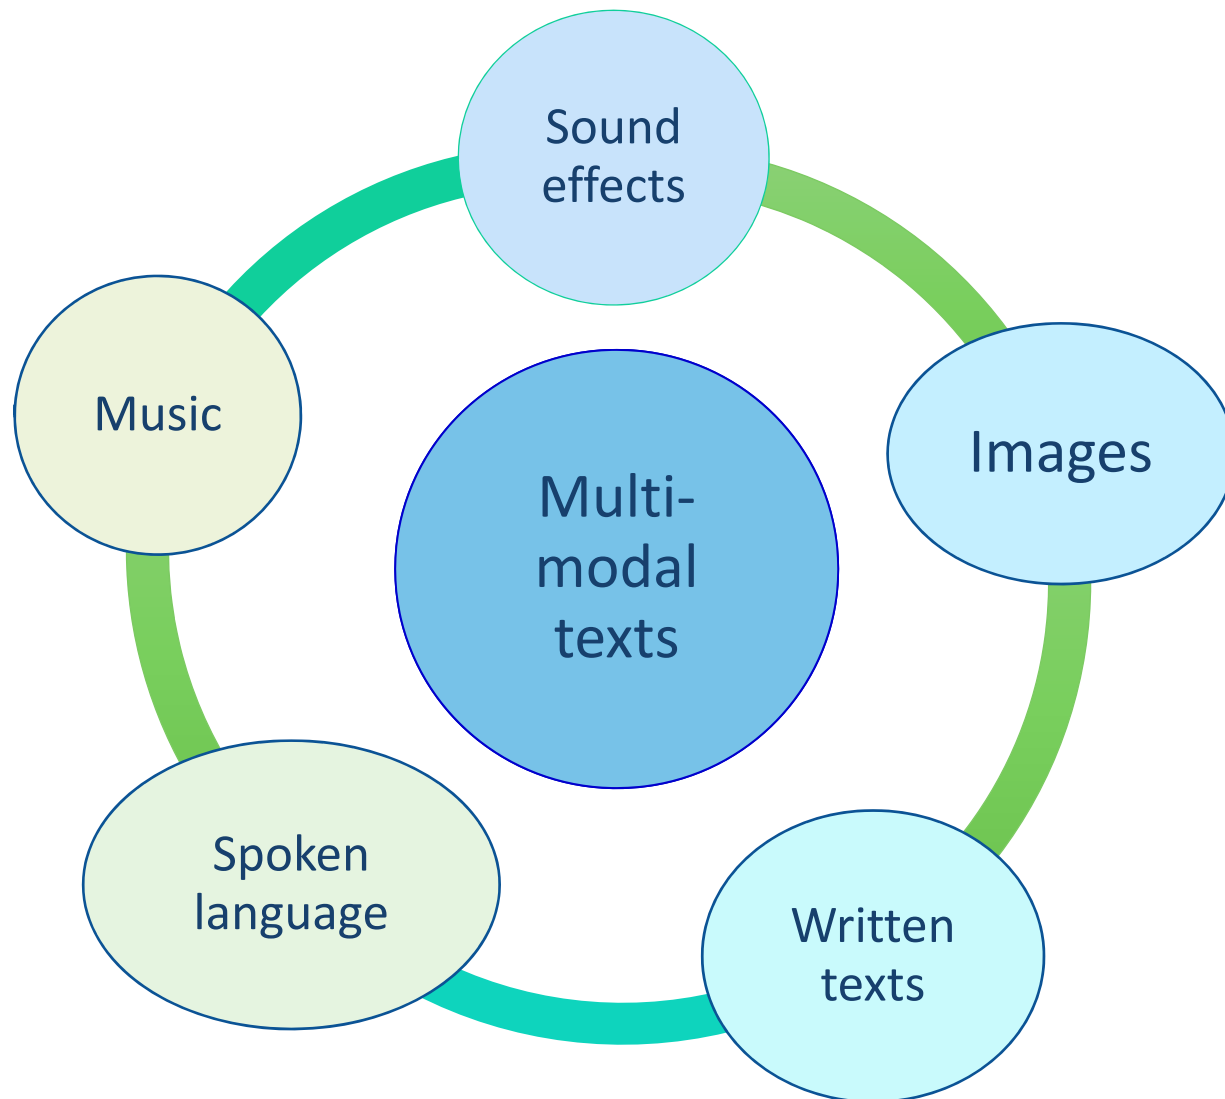 Sound
effects
Images
Written
texts
Spoken
language
Music
Multi-
modal
texts